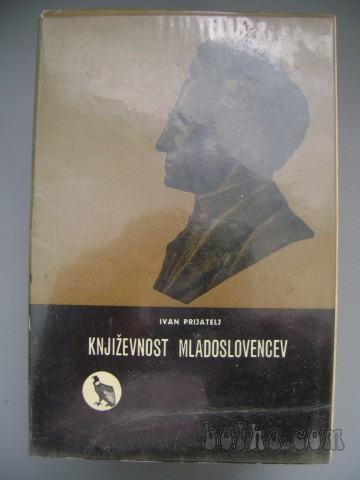 IVAN PRIJATELJ
KNJIŽEVNOST MLADOSLOVENCEV
bolha.com